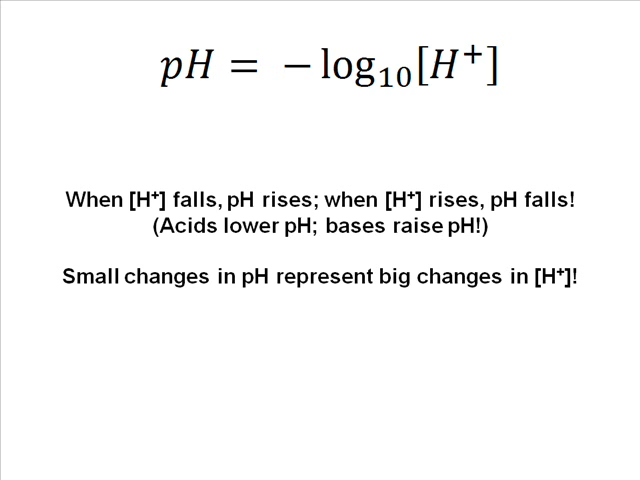 pH = −log₁₀[H⁺]
When [H⁺] falls, pH rises; when [H⁺] rises, pH falls!
(Acids lower pH; bases raise pH!)
Small changes in pH represent big changes in [H⁺]!